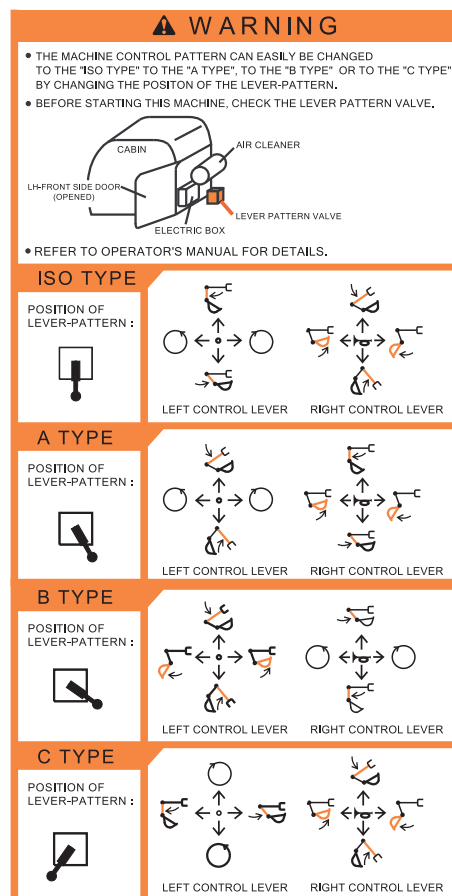 WARNING
• THE MACHINE CONTROL PATTERN CAN EASILY BE CHANGED
TO THE "ISO TYPE" TO THE "A TYPE", TO THE "B TYPE" OR TO THE "C TYPE"
BY CHANGING THE POSITON OF THE LEVER-PATTERN.
• BEFORE STARTING THIS MACHINE, CHECK THE LEVER PATTERN VALVE.
CABIN
AIR CLEANER
LH-FRONT SIDE DOOR
(OPENED)
LEVER PATTERN VALVE
ELECTRIC BOX
• REFER TO OPERATOR'S MANUAL FOR DETAILS.
ISO TYPE
POSITION OF
LEVER-PATTERN :
LEFT CONTROL LEVER
RIGHT CONTROL LEVER
A TYPE
POSITION OF
LEVER-PATTERN :
LEFT CONTROL LEVER
RIGHT CONTROL LEVER
B TYPE
POSITION OF
LEVER-PATTERN :
LEFT CONTROL LEVER
RIGHT CONTROL LEVER
C TYPE
POSITION OF
LEVER-PATTERN :
LEFT CONTROL LEVER
RIGHT CONTROL LEVER